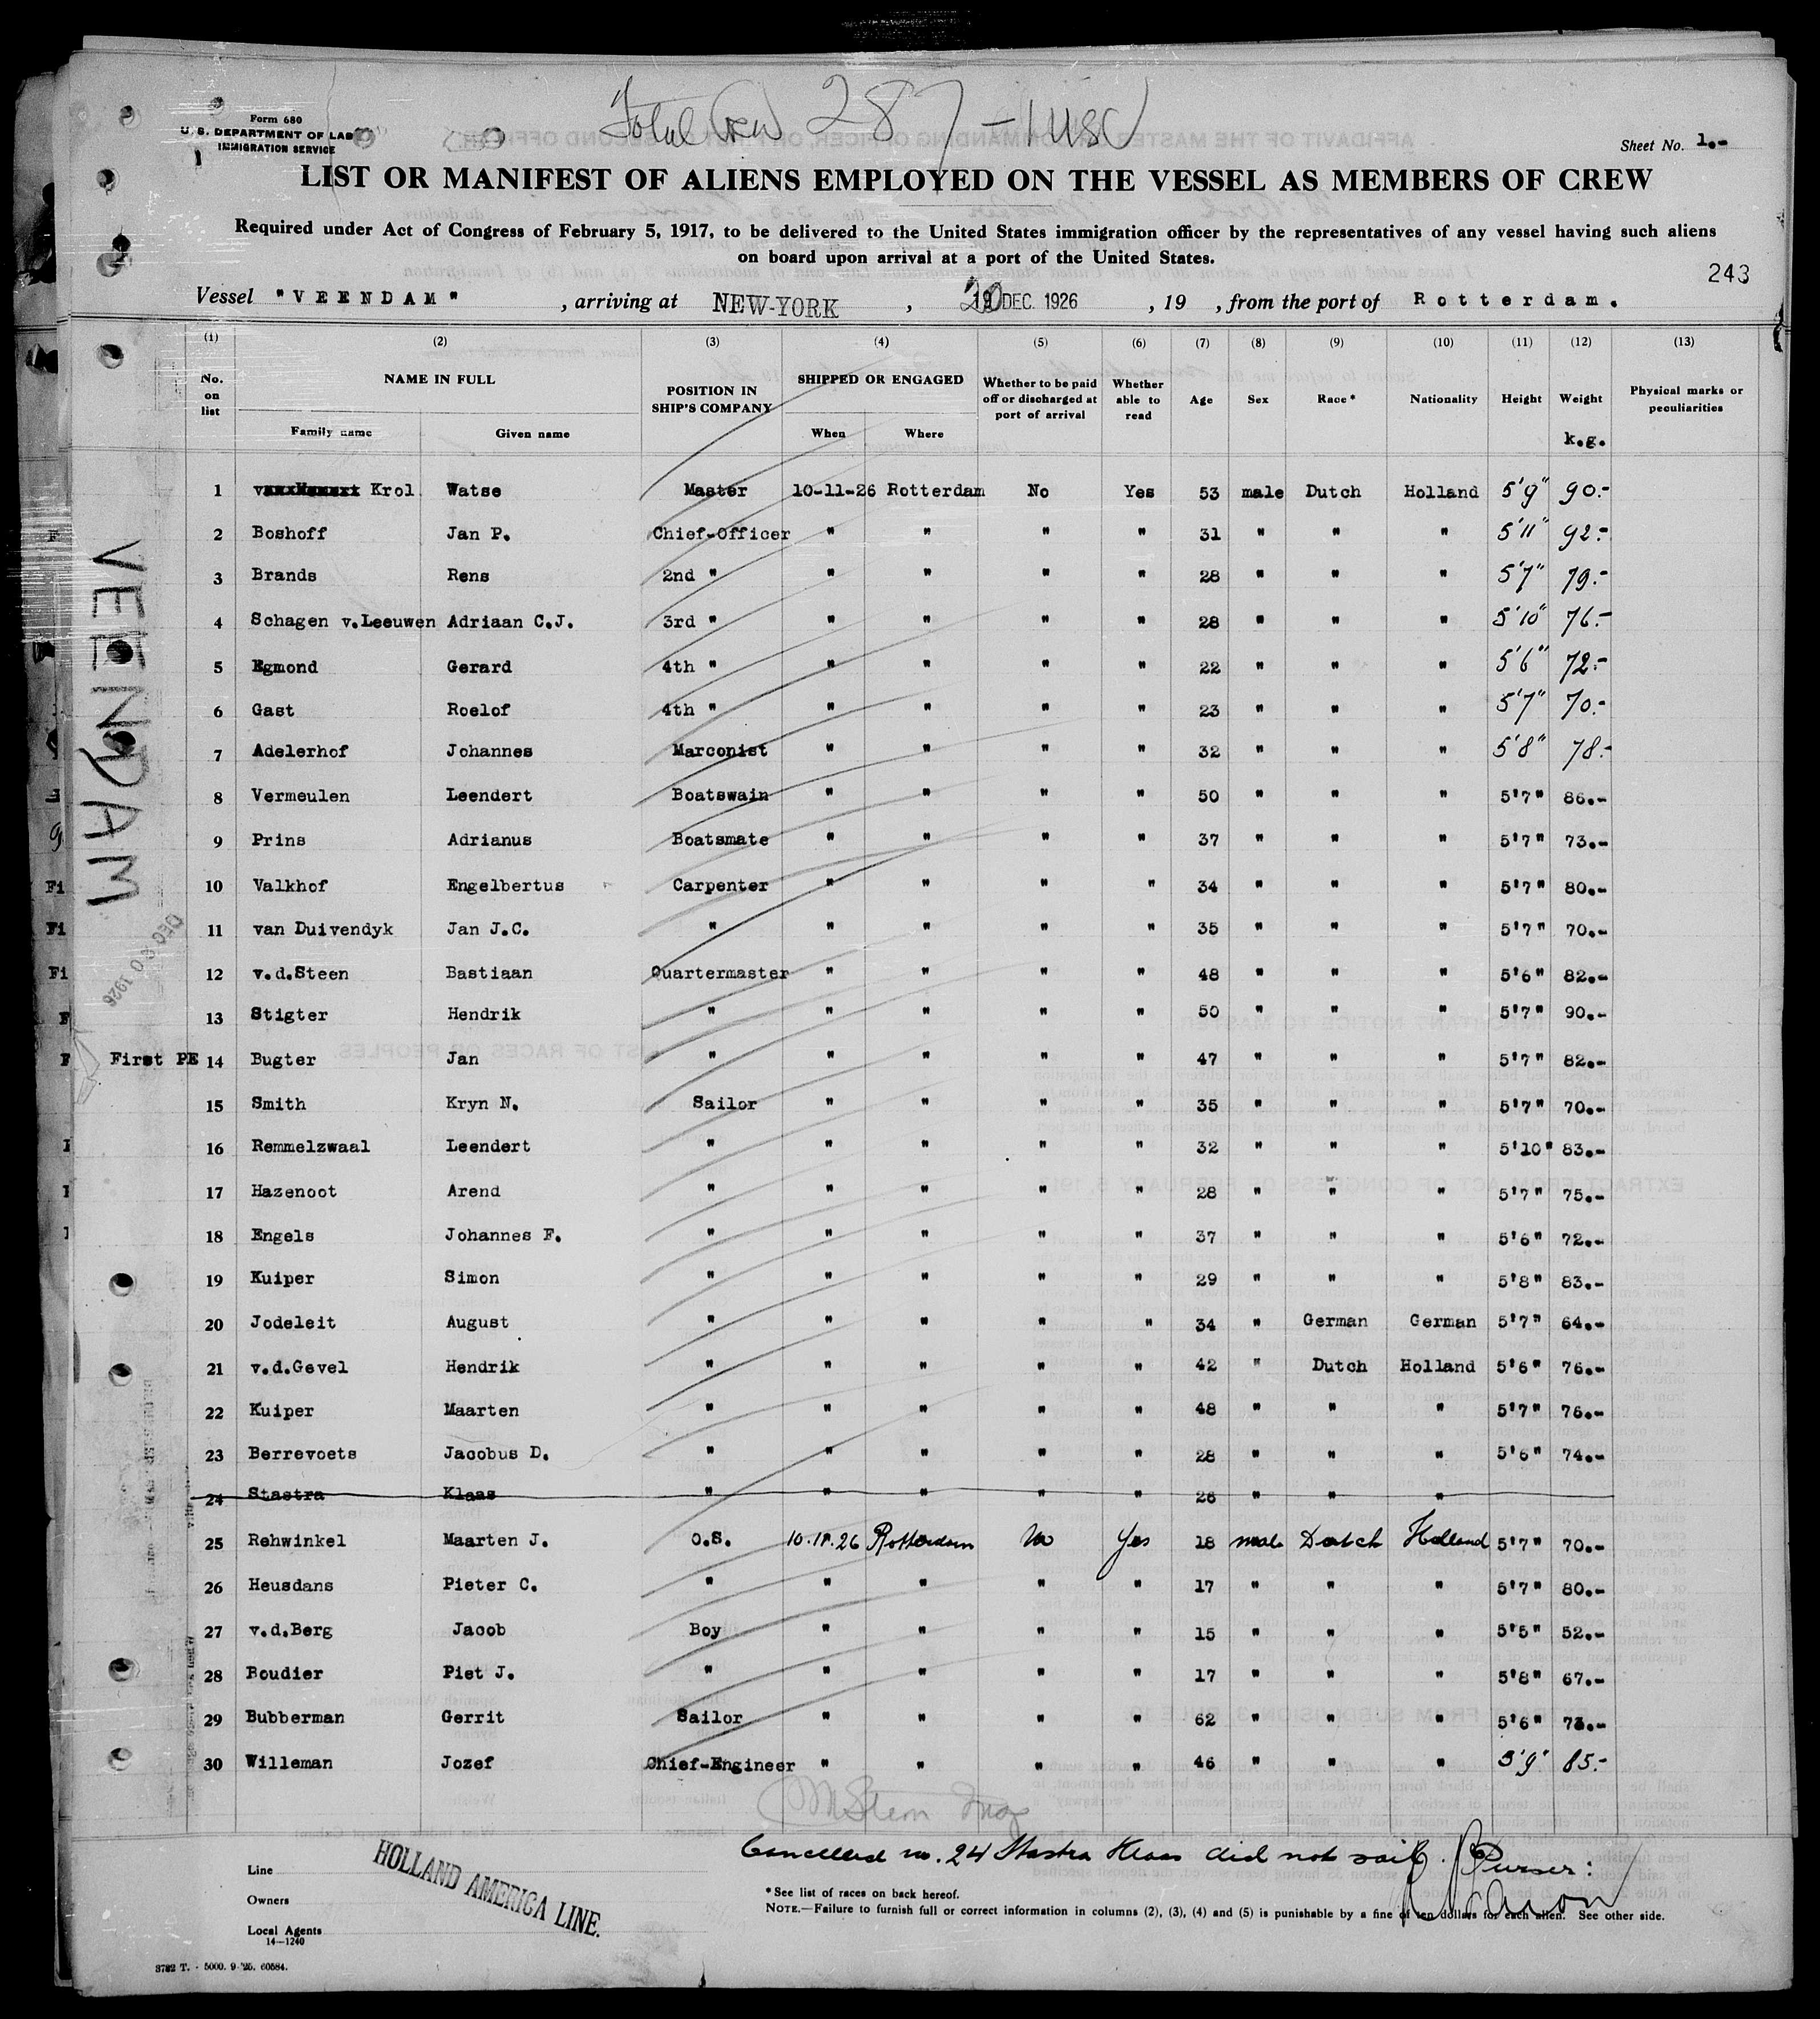 Total Crew 287 - 1 USC
Form 680
U. S. DEPARTMENT OF LABOR
IMMIGRATION SERVICE
Sheet No. 1.-
LIST OR MANIFEST OF ALIENS EMPLOYED ON THE VESSEL AS MEMBERS OF CREW
Required under Act of Congress of February 5, 1917, to be delivered to the United States immigration officer by the representatives of any vessel having such aliens
on board upon arrival at a port of the United States.
243
Vessel "VEENDAM" , arriving at NEW-YORK , 20 DEC. 1926 , 19 , from the port of Rotterdam.
(1) (2) (3) (4) (5) (6) (7) (8) (9) (10) (11) (12) (13)
No. on list NAME IN FULL Family name Given name POSITION IN SHIP'S COMPANY SHIPPED OR ENGAGED When Where Whether to be paid off or discharged at port of arrival Whether able to read Age Sex Race* Nationality Height Weight k.g. Physical marks or peculiarities
1 Krol Watse Master 10-11-26 Rotterdam No Yes 53 male Dutch Holland 5'9" 90.-
2 Boshoff Jan P. Chief-Officer " " " " 31 " " " 5'11" 92.-
3 Brands Rens 2nd " " " " " 28 " " " 5'7" 79.-
4 Schagen v.Leeuwen Adriaan C.J. 3rd " " " " " 28 " " " 5'10" 76.-
5 Egmond Gerard 4th " " " " " 22 " " " 5'6" 72.-
6 Gast Roelof 4th " " " " " 23 " " " 5'7" 70.-
7 Adelerhof Johannes Marconist " " " " 32 " " " 5'8" 78.-
8 Vermeulen Leendert Boatswain " " " " 50 " " " 5'7" 86.-
9 Prins Adrianus Boatsmate " " " " 37 " " " 5'7" 73.-
10 Valkhof Engelbertus Carpenter " " " " 34 " " " 5'7" 80.-
11 van Duivendyk Jan J.C. " " " " " 35 " " " 5'7" 70.-
12 v.d.Steen Bastiaan Quartermaster " " " " 48 " " " 5'6" 82.-
13 Stigter Hendrik " " " " " 50 " " " 5'7" 90.-
First PE 14 Bugter Jan " " " " " 47 " " " 5'7" 82.-
15 Smith Kryn N. Sailor " " " " 35 " " " 5'7" 70.-
16 Remmelzwaal Leendert " " " " " 32 " " " 5'10" 83.-
17 Hazenoot Arend " " " " " 28 " " " 5'7" 75.-
18 Engels Johannes F. " " " " " 37 " " " 5'6" 72.-
19 Kuiper Simon " " " " " 29 " " " 5'8" 83.-
20 Jodeleit August " " " " " 34 " German German 5'7" 64.-
21 v.d.Gevel Hendrik " " " " " 42 " Dutch Holland 5'6" 76.-
22 Kuiper Maarten " " " " " 48 " " " 5'7" 76.-
23 Berrevoets Jacobus D. " " " " " 28 " " " 5'6" 74.-
24 Stastra Klaas " " " " " 26 " " "
25 Rehwinkel Maarten J. O.S. 10.11.26 Rotterdam No Yes 18 male Dutch Holland 5'7" 70.-
26 Heusdans Pieter C. " " " " " 17 " " " 5'7" 80.-
27 v.d.Berg Jacob Boy " " " " 15 " " " 5'5" 52.-
28 Boudier Piet J. " " " " " 17 " " " 5'8" 67.-
29 Bubberman Gerrit Sailor " " " " 62 " " " 5'6" 73.-
30 Willeman Jozef Chief-Engineer " " " " 46 " " " 5'9" 85.-
VEENDAM
DEC 20 1926
Cancelled no. 24 Stastra Klaas did not sail. Purser:
Line
Owners
Local Agents
14—1240
HOLLAND AMERICA LINE.
* See list of races on back hereof.
NOTE.—Failure to furnish full or correct information in columns (2), (3), (4) and (5) is punishable by a fine of ten dollars for each alien. See other side.
3782 T. - 5000. 9-'25. 60584.